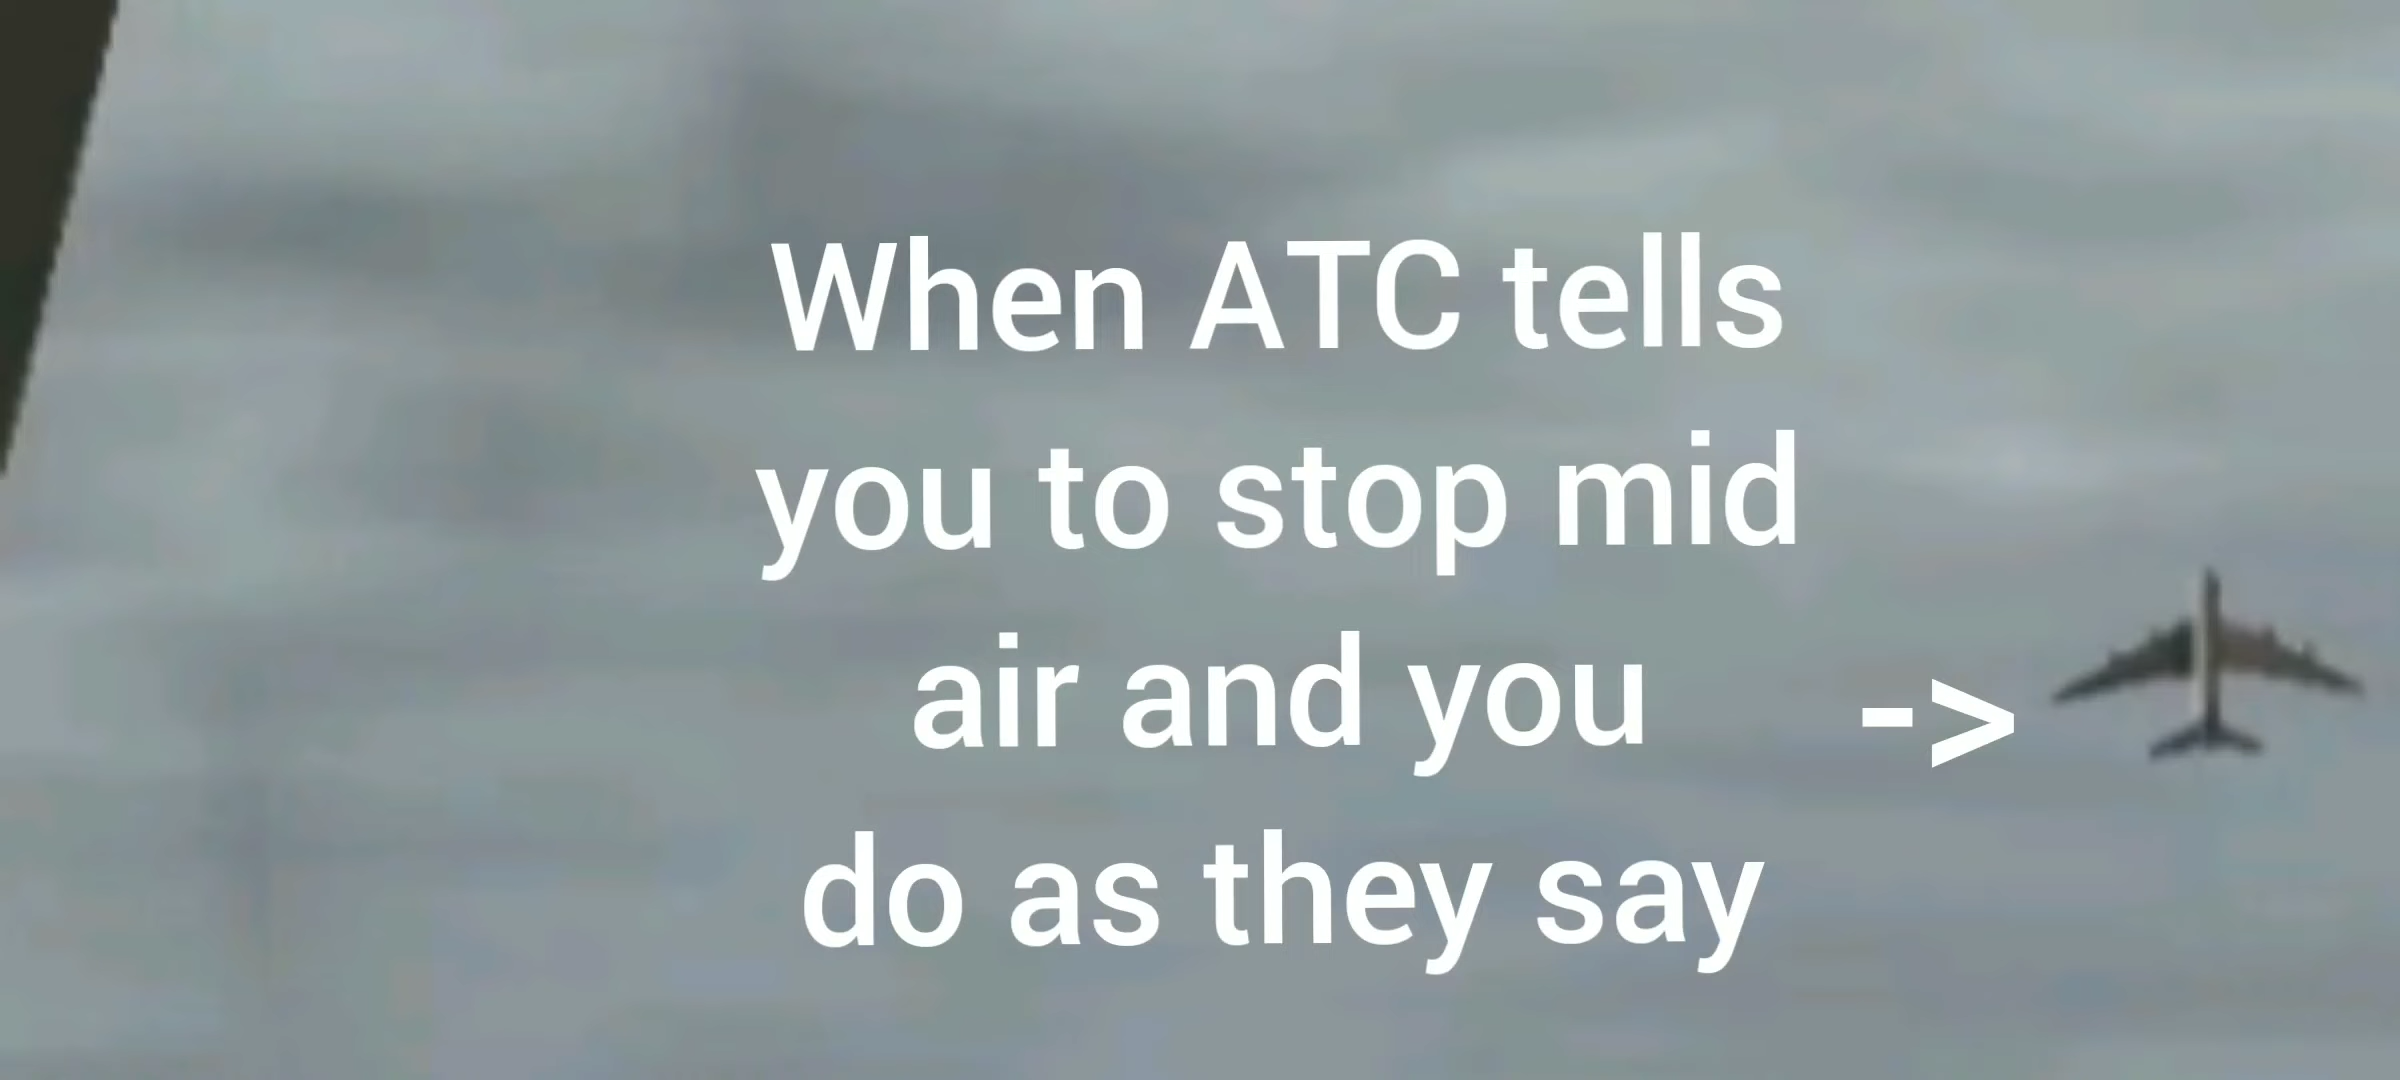 When ATC tells
you to stop mid
air and you
->
do as they say